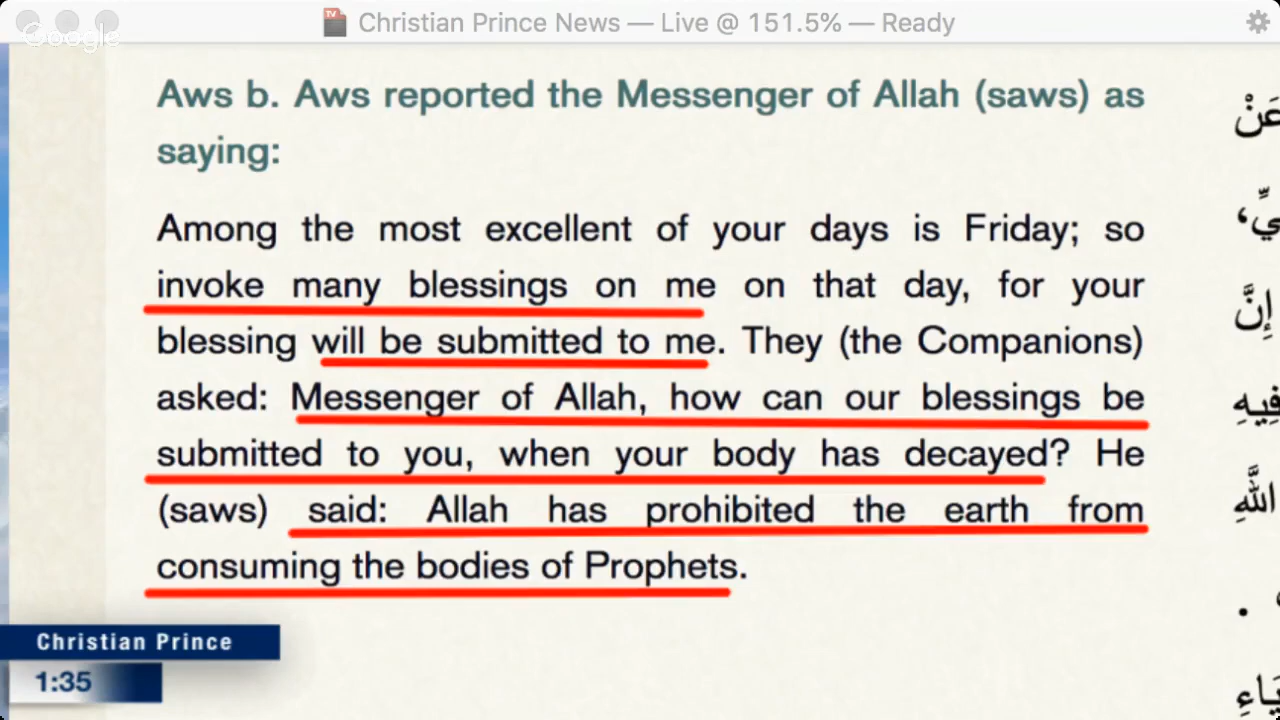 Christian Prince News — Live @ 151.5% — Ready
Google
Aws b. Aws reported the Messenger of Allah (saws) as
saying:
Among the most excellent of your days is Friday; so
invoke many blessings on me on that day, for your
blessing will be submitted to me. They (the Companions)
asked: Messenger of Allah, how can our blessings be
submitted to you, when your body has decayed? He
(saws) said: Allah has prohibited the earth from
consuming the bodies of Prophets.
عَنْ
إِنَّ
فِيهِ
اللَّهِ
Christian Prince
1:35